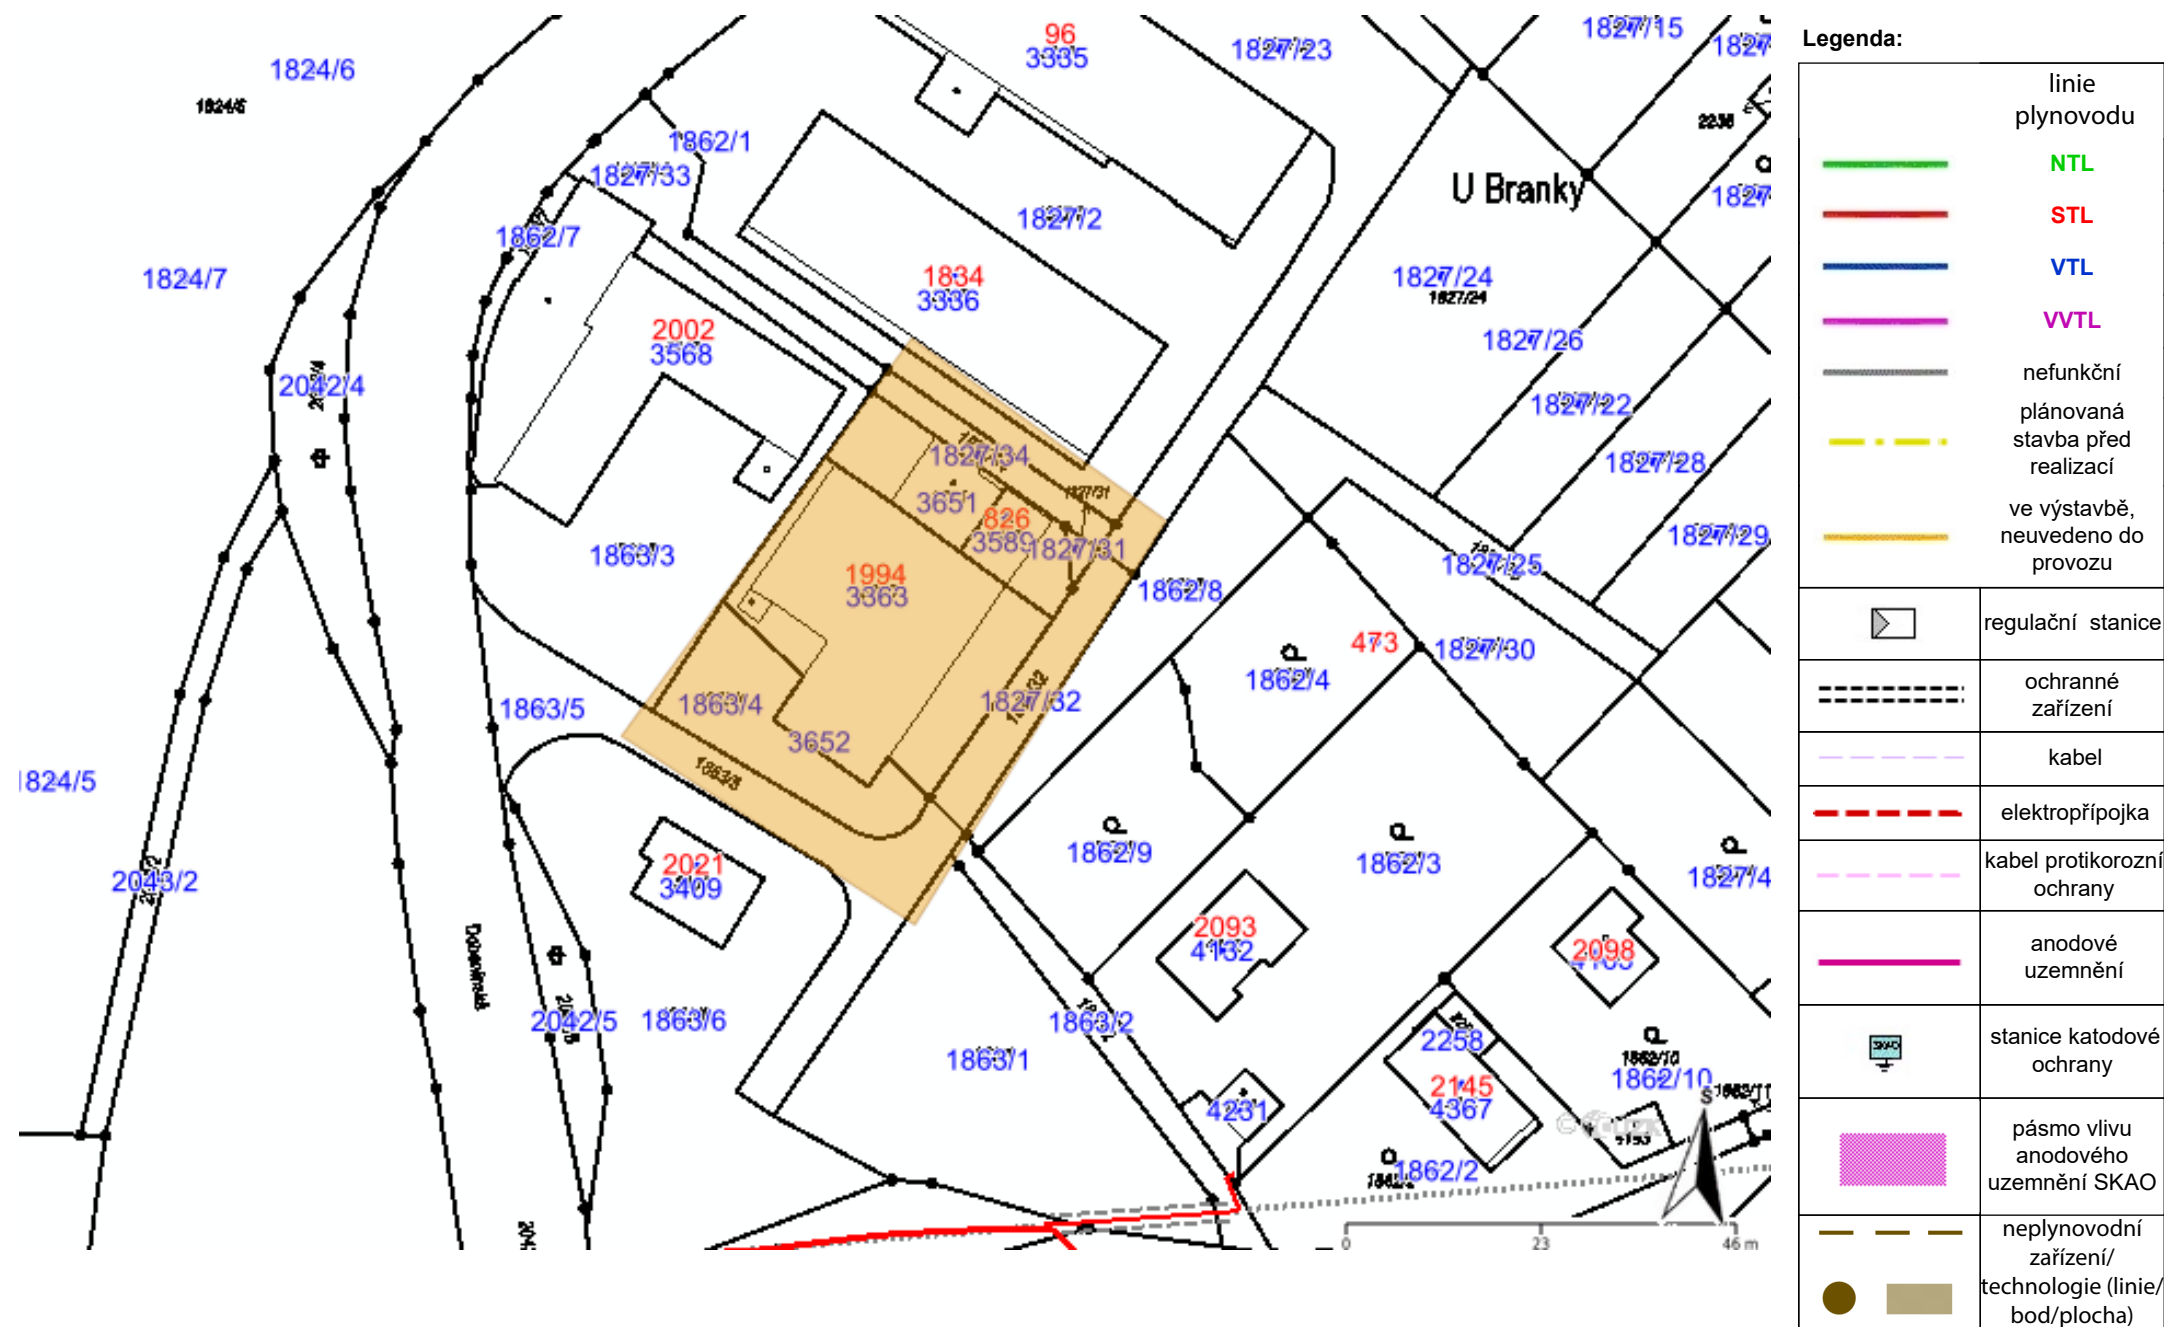 1824/6
1824/6
96
3335
1827/23
1827/15
1862/1
1827/33
1862/7
1827/2
U Branky
2238
1824/7
1834
3336
1827/24
1827/24
2002
3568
1827/26
2042/4
1827/22
1827/34
1827/28
3651
1827/31
826
3589
1827/31
1827/29
1863/3
1994
3363
1862/8
1827/25
473
1827/30
1862/4
1863/5
1863/4
1827/32
3652
1863/5
1824/5
2043/2
2021
3409
1862/9
1862/3
1827/4
2093
4132
2098
2042/5
1863/6
1863/2
1863/1
2258
1862/10
1862/10
2145
4367
4231
1862/2
S
0
23
46 m
Legenda:
linie
plynovodu
NTL
STL
VTL
VVTL
nefunkční
plánovaná
stavba před
realizací
ve výstavbě,
neuvedeno do
provozu
regulační stanice
ochranné
zařízení
kabel
elektropřípojka
kabel protikorozní
ochrany
anodové
uzemnění
SKAO
stanice katodové
ochrany
pásmo vlivu
anodového
uzemnění SKAO
neplynovodní
zařízení/
technologie (linie/
bod/plocha)